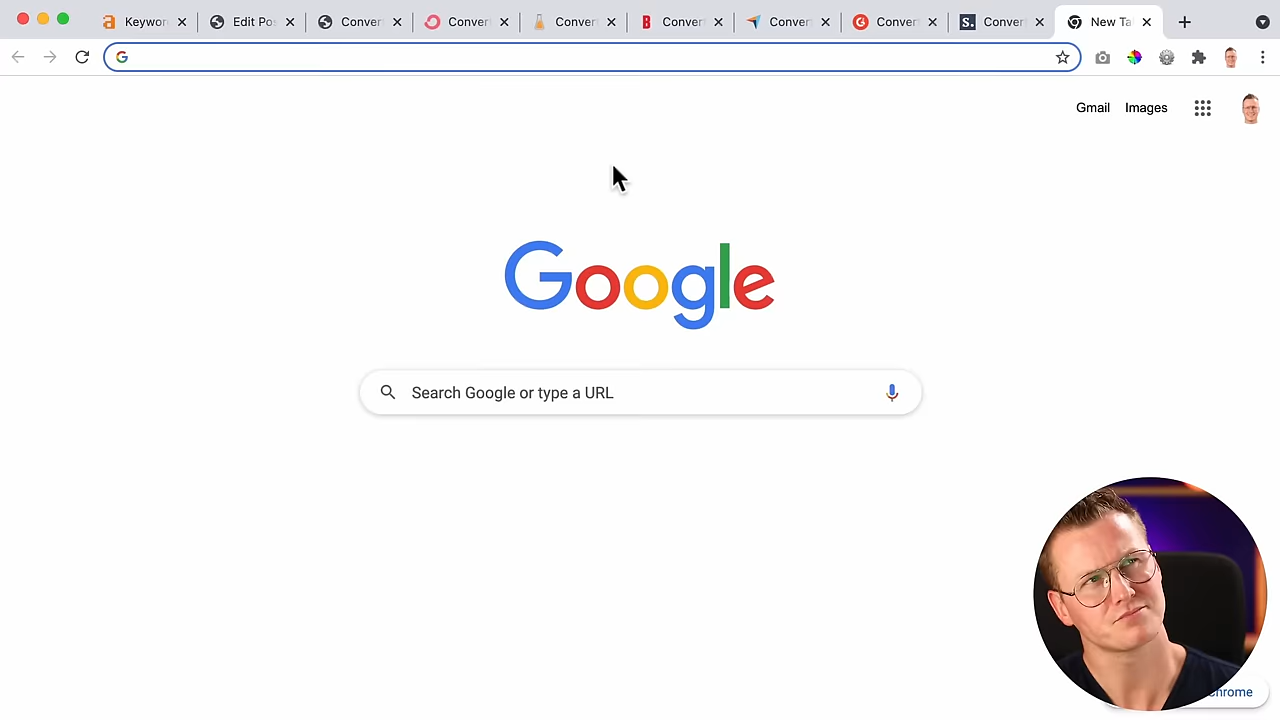 Keywor
Edit Po
Convert
Conver
Conver
Conver
Conver
Conver
Conver
New Ta
Gmail
Images
Google
Search Google or type a URL
hrome